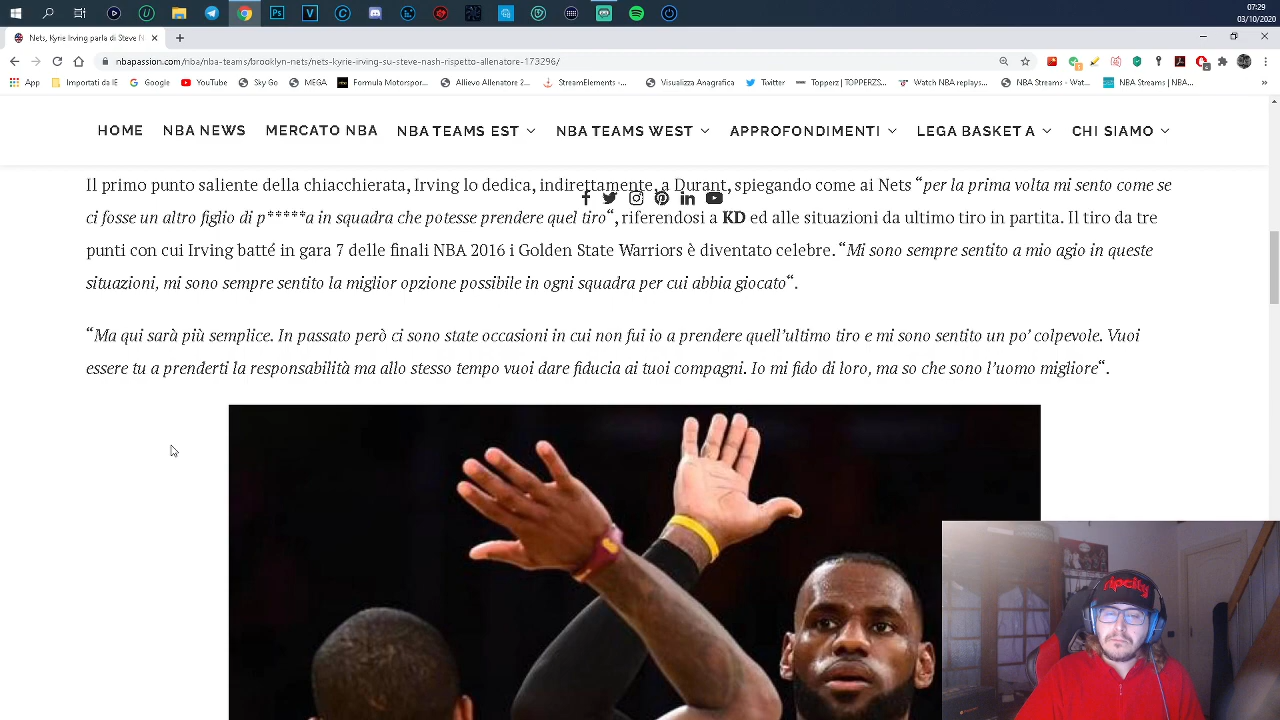 07:29
03/10/2020
Nets, Kyrie Irving parla di Steve N
nbapassion.com/nba/nba-teams/brooklyn-nets/nets-kyrie-irving-su-steve-nash-rispetto-allenatore-173296/
App Importati da IE Google YouTube Sky Go MEGA Forumula Mansport... Allievo allenatore 2... StreamElements -... Visualizza Anagrafica Twitter Topperz | TOPPERZS... Watch NBA replays... NBA Streams - Wat... NBA Streams | NBA...
HOME NBA NEWS MERCATO NBA NBA TEAMS EST NBA TEAMS WEST APPROFONDIMENTI LEGA BASKET A CHI SIAMO
Il primo punto saliente della chiacchierata, Irving lo dedica, indirettamente, a Durant, spiegando come ai Nets “per la prima volta mi sento come se
ci fosse un altro figlio di p*****a in squadra che potesse prendere quel tiro“, riferendosi a KD ed alle situazioni da ultimo tiro in partita. Il tiro da tre
punti con cui Irving batté in gara 7 delle finali NBA 2016 i Golden State Warriors è diventato celebre. “Mi sono sempre sentito a mio agio in queste
situazioni, mi sono sempre sentito la miglior opzione possibile in ogni squadra per cui abbia giocato“.
“Ma qui sarà più semplice. In passato però ci sono state occasioni in cui non fui io a prendere quell’ultimo tiro e mi sono sentito un po’ colpevole. Vuoi
essere tu a prenderti la responsabilità ma allo stesso tempo vuoi dare fiducia ai tuoi compagni. Io mi fido di loro, ma so che sono l’uomo migliore“.
ripcity